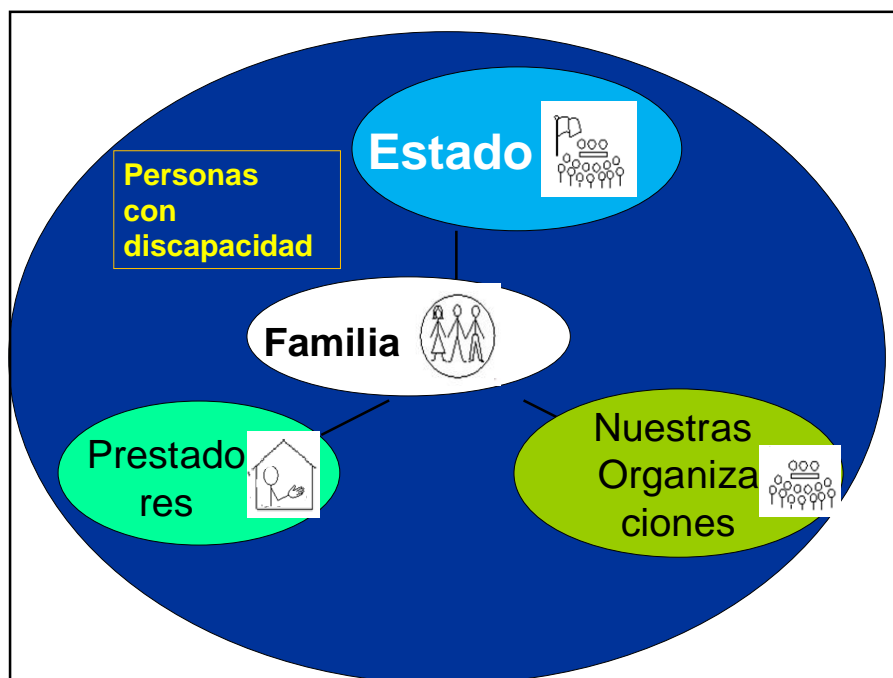 Estado
Personas
con
discapacidad
Familia
Prestado
res
Nuestras
Organiza
ciones